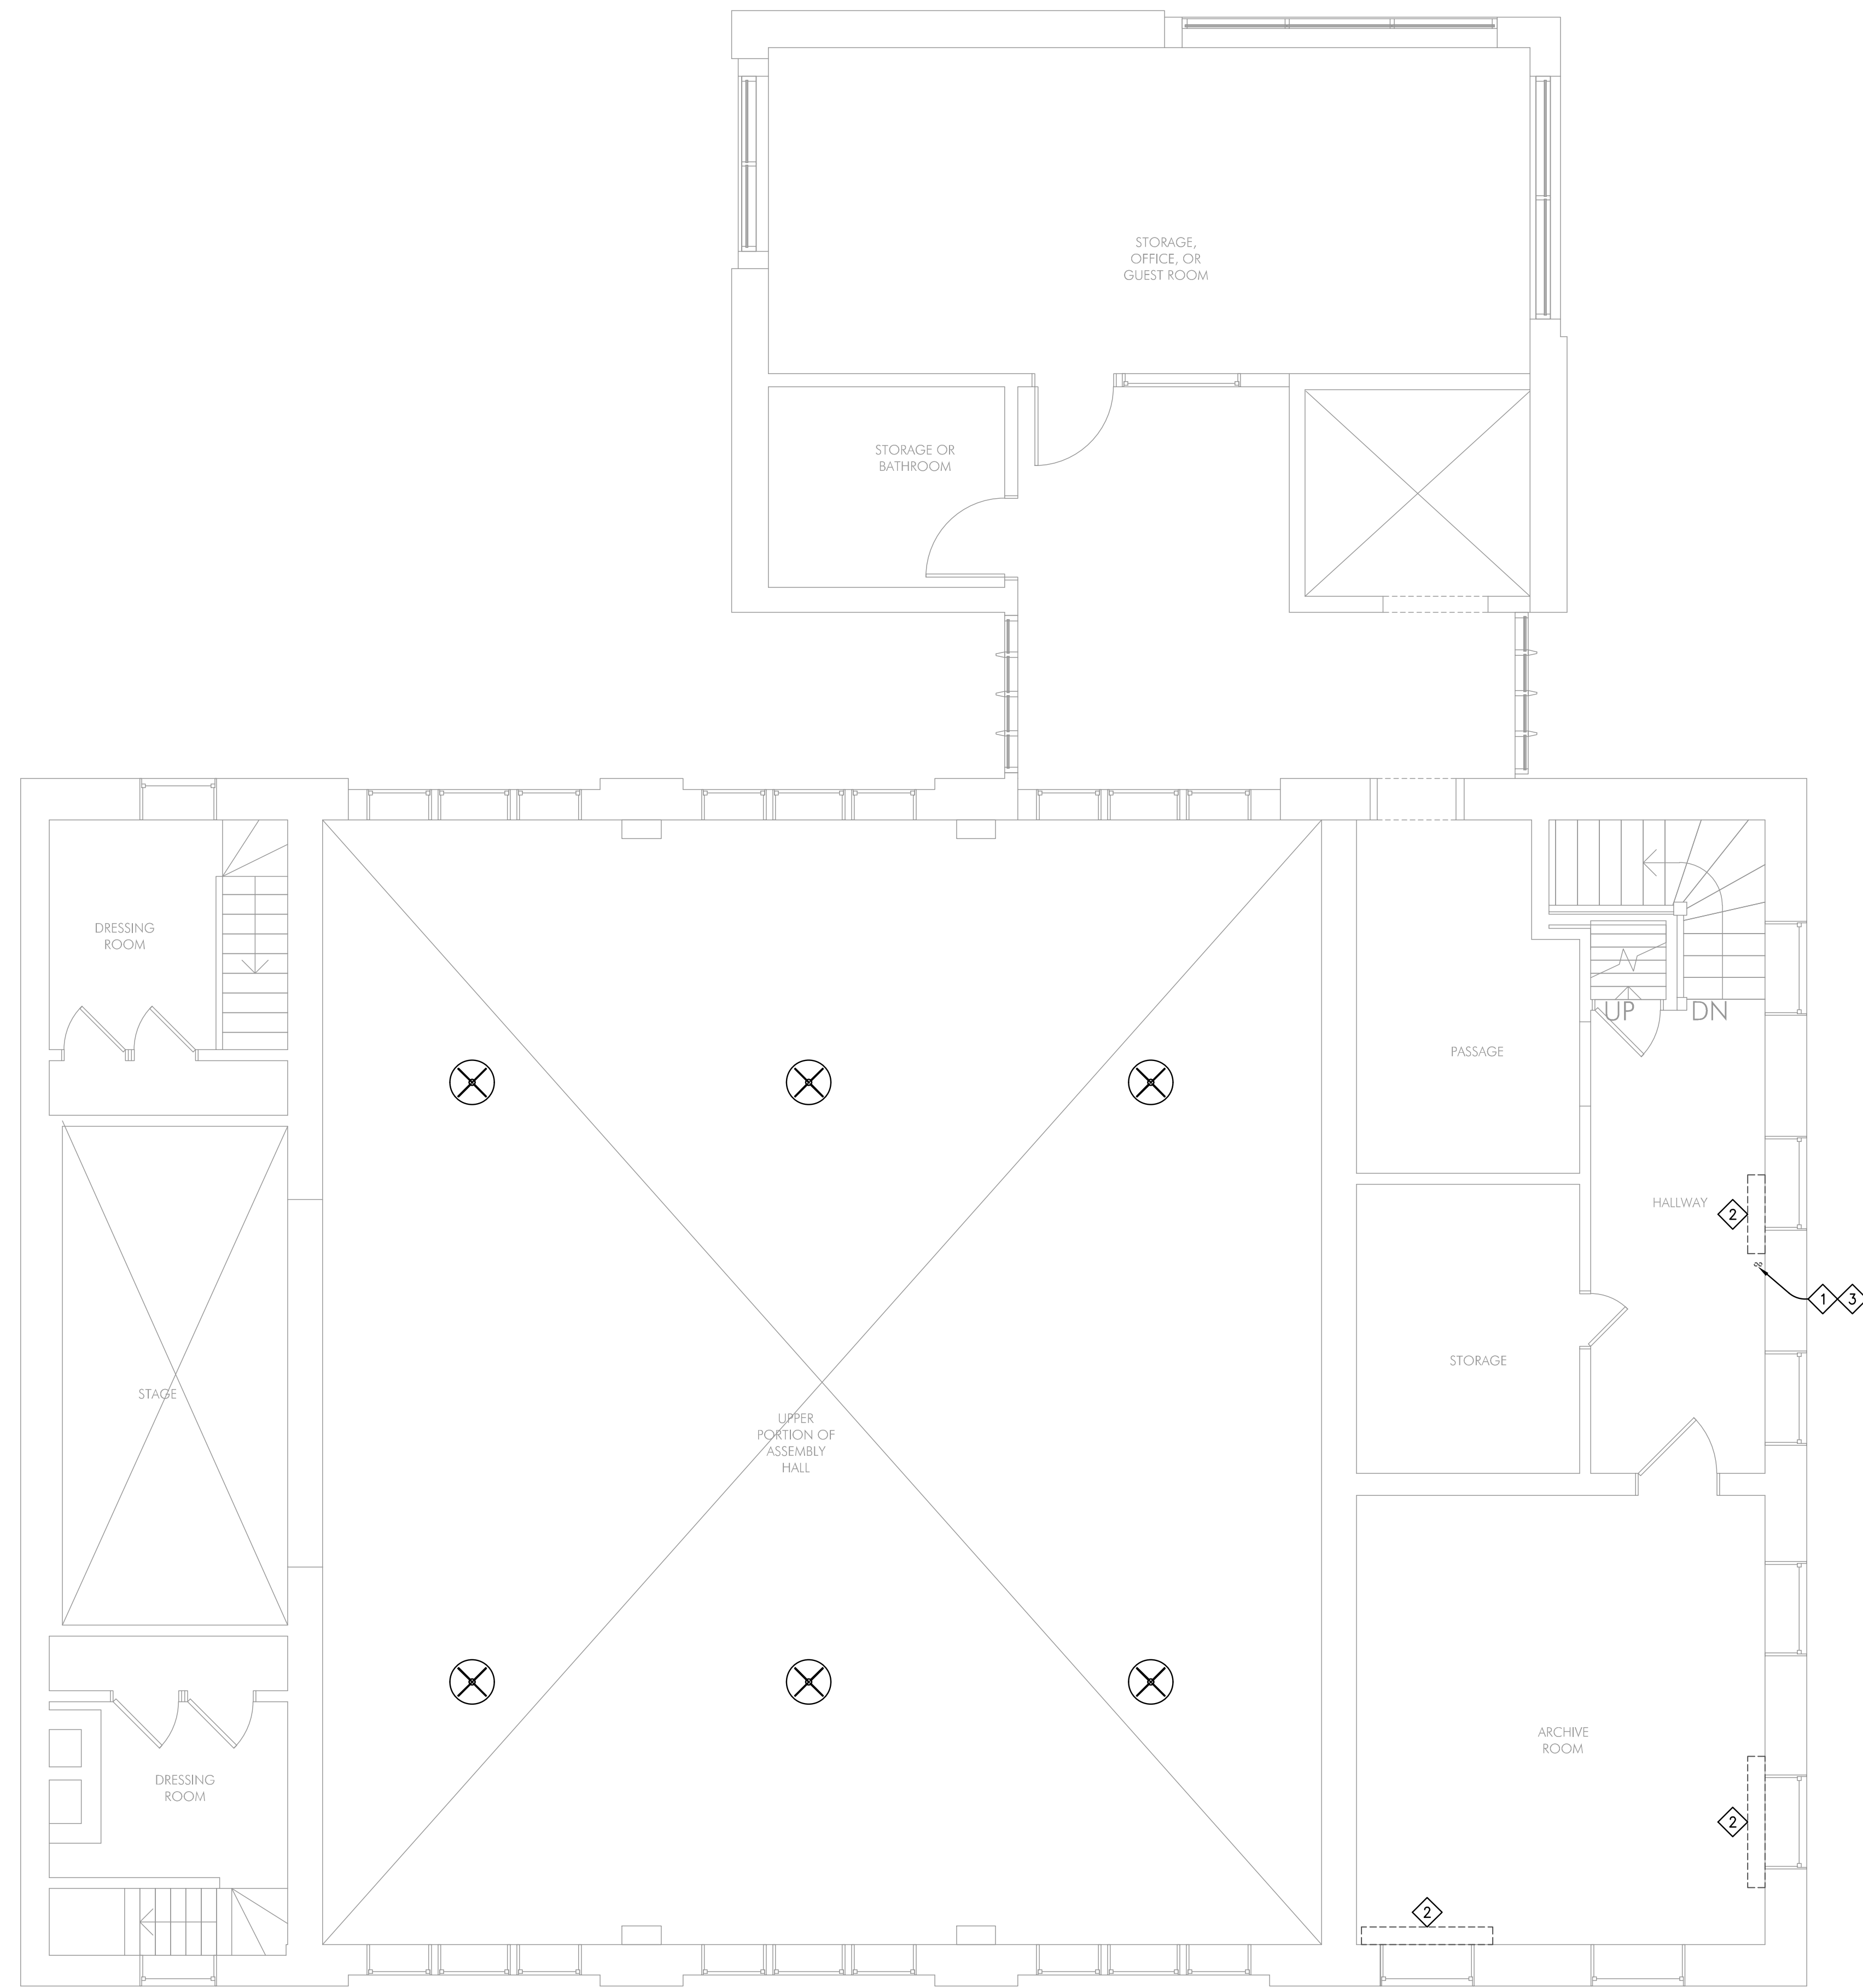 STORAGE,
OFFICE, OR
GUEST ROOM
STORAGE OR
BATHROOM
DRESSING
ROOM
UP
DN
PASSAGE
HALLWAY
2
1
3
STORAGE
STAGE
UPPER
PORTION OF
ASSEMBLY
HALL
ARCHIVE
ROOM
DRESSING
ROOM
2
2